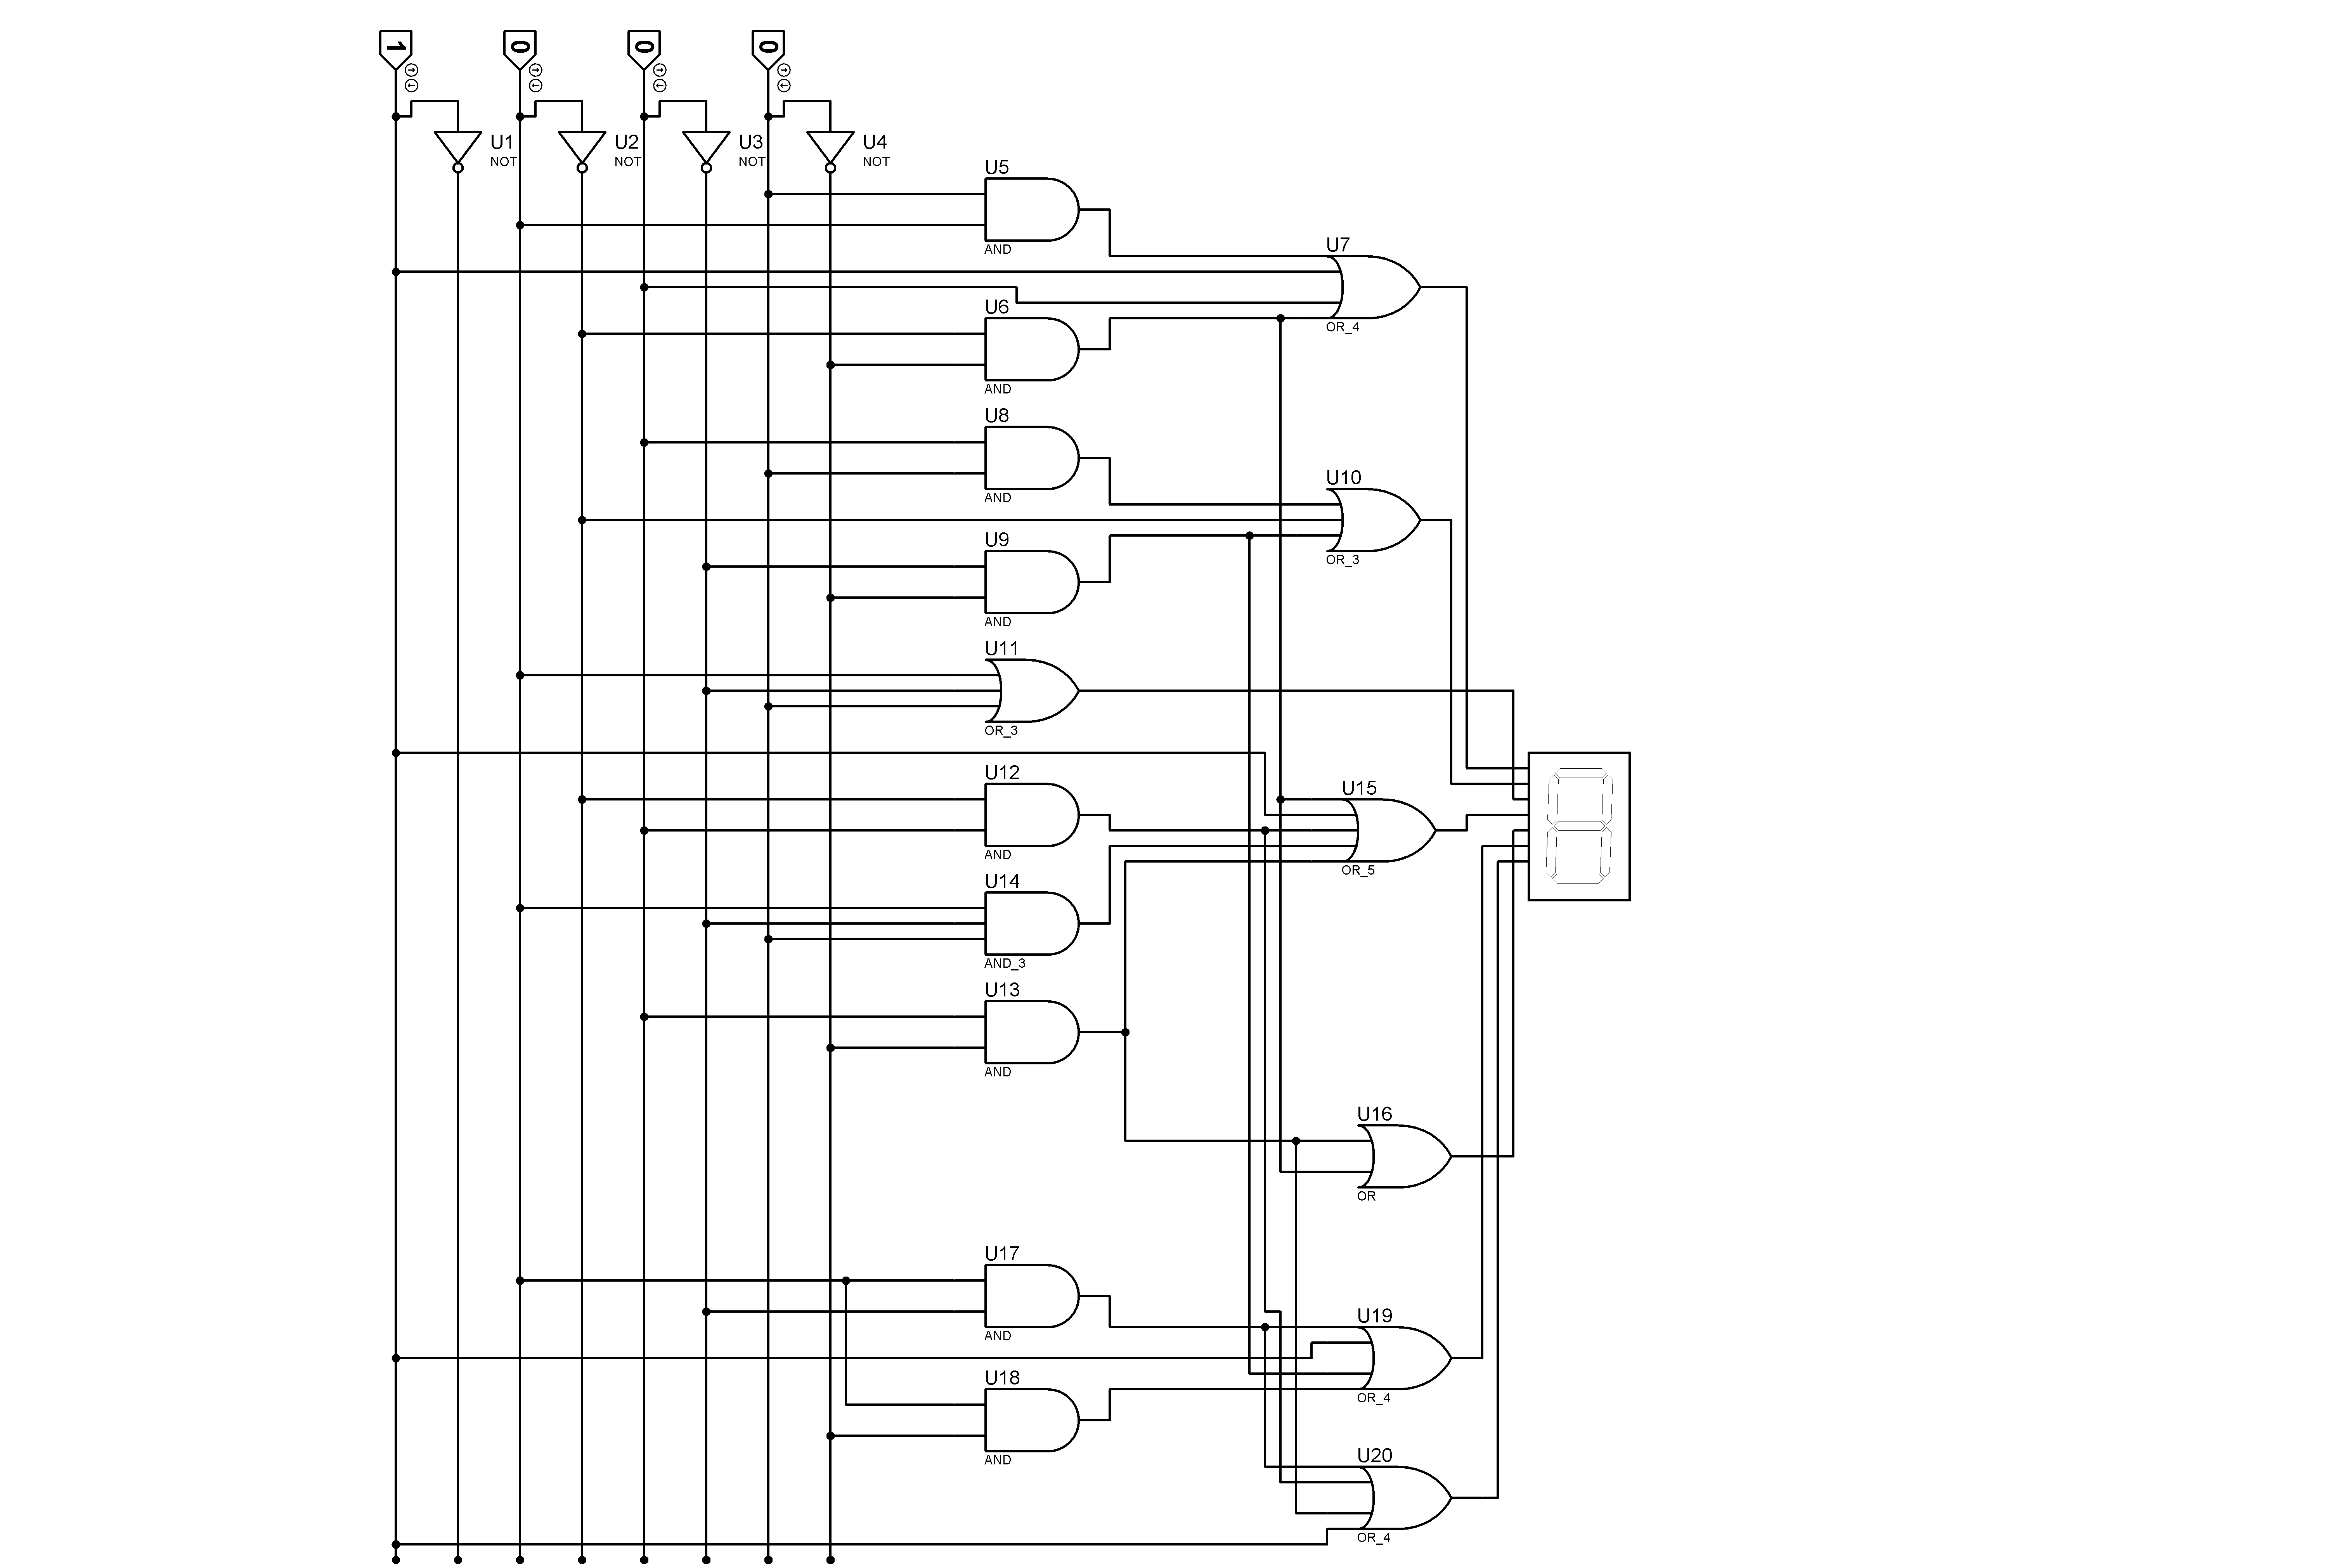 1 0 0 0
U1
NOT
U2
NOT
U3
NOT
U4
NOT
U5
AND
U7
OR_4
U6
AND
U8
AND
U10
OR_3
U9
AND
U11
OR_3
U12
AND
U15
OR_5
U14
AND_3
U13
AND
U16
OR
U17
AND
U19
OR_4
U18
AND
U20
OR_4